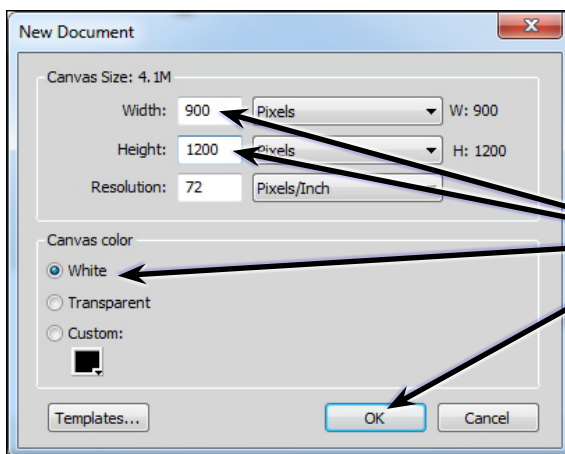 New Document
Canvas Size: 4.1M
Width: 900 Pixels W: 900
Height: 1200 Pixels H: 1200
Resolution: 72 Pixels/Inch
Canvas color
White
Transparent
Custom:
Templates... OK Cancel